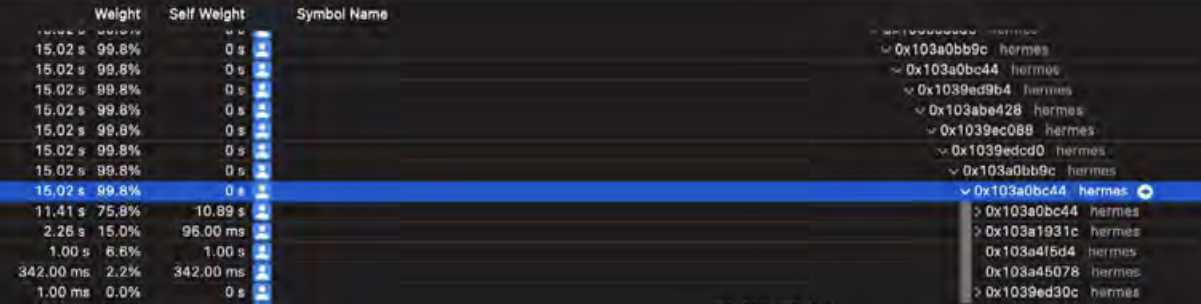 Weight Self Weight Symbol Name
15.02 s 99.8% 0 s 0x103a0bb9c hermes
15.02 s 99.8% 0 s 0x103a0bc44 hermes
15.02 s 99.8% 0 s 0x1039ed9b4 hermes
15.02 s 99.8% 0 s 0x103abe428 hermes
15.02 s 99.8% 0 s 0x1039ec088 hermes
15.02 s 99.8% 0 s 0x1039edcd0 hermes
15.02 s 99.8% 0 s 0x103a0bb9c hermes
15.02 s 99.8% 0 s 0x103a0bc44 hermes
11.41 s 75.8% 10.89 s 0x103a0bc44 hermes
2.26 s 15.0% 96.00 ms 0x103a1931c hermes
1.00 s 6.6% 1.00 s 0x103a4f5d4 hermes
342.00 ms 2.2% 342.00 ms 0x103a45078 hermes
1.00 ms 0.0% 0 s 0x1039ed30c hermes